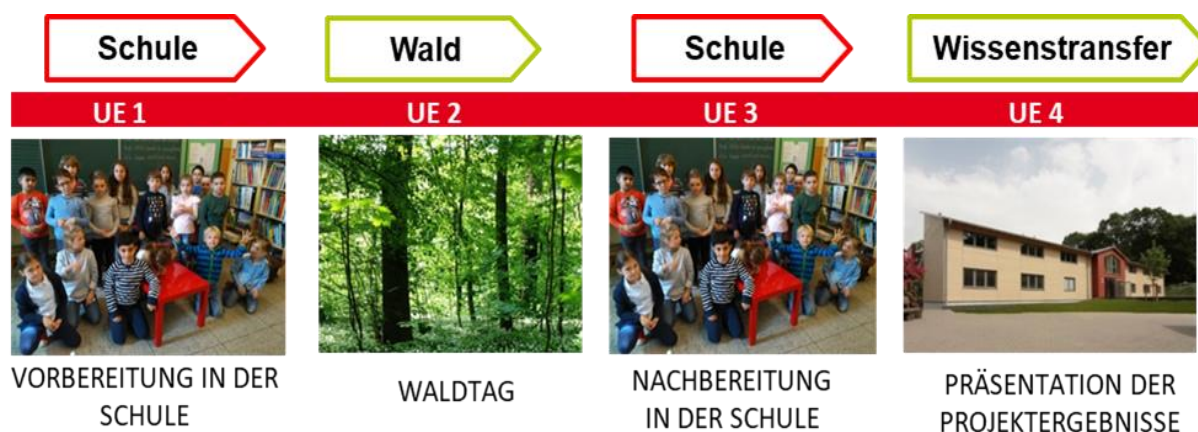 Schule
Wald
Schule
Wissenstransfer
UE 1
UE 2
UE 3
UE 4
VORBEREITUNG IN DER
SCHULE
WALDTAG
NACHBEREITUNG
IN DER SCHULE
PRÄSENTATION DER
PROJEKTERGEBNISSE